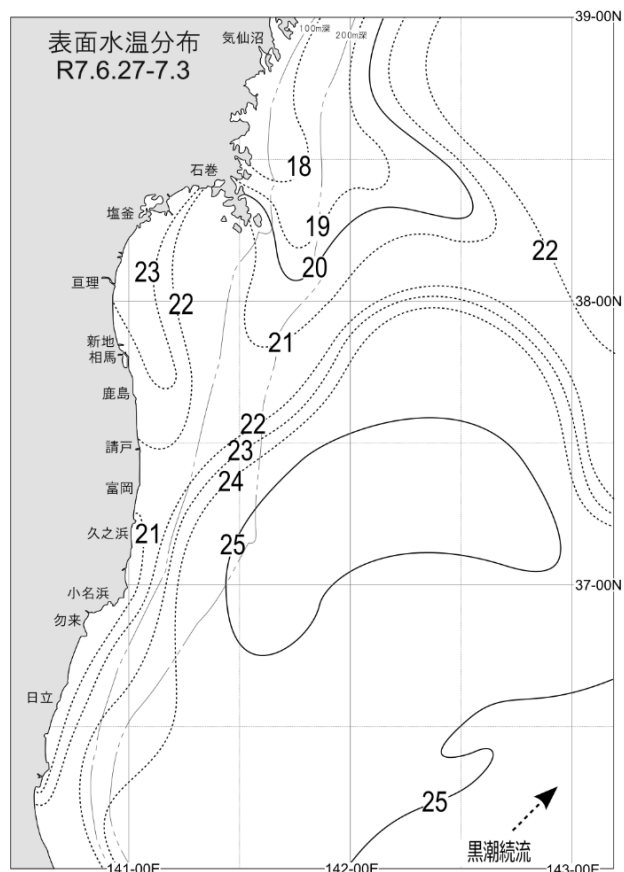 表面水温分布
R7.6.27-7.3
気仙沼
100m深
200m深
39-00N
石巻
18
塩釜
19
22
23
20
亘理
22
38-00N
新地
21
相馬
鹿島
22
請戸
23
24
富岡
21
久之浜
25
小名浜
37-00N
勿来
日立
25
黒潮続流
141-00E
142-00E
143-00E